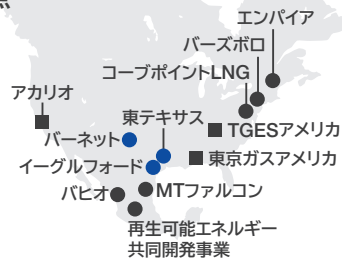 点
エンパイア
バーズボロ
コーブポイントLNG
アカリオ
東テキサス
TGESアメリカ
バーネット
東京ガスアメリカ
イーグルフォード
バヒオ
MTファルコン
再生可能エネルギー
共同開発事業